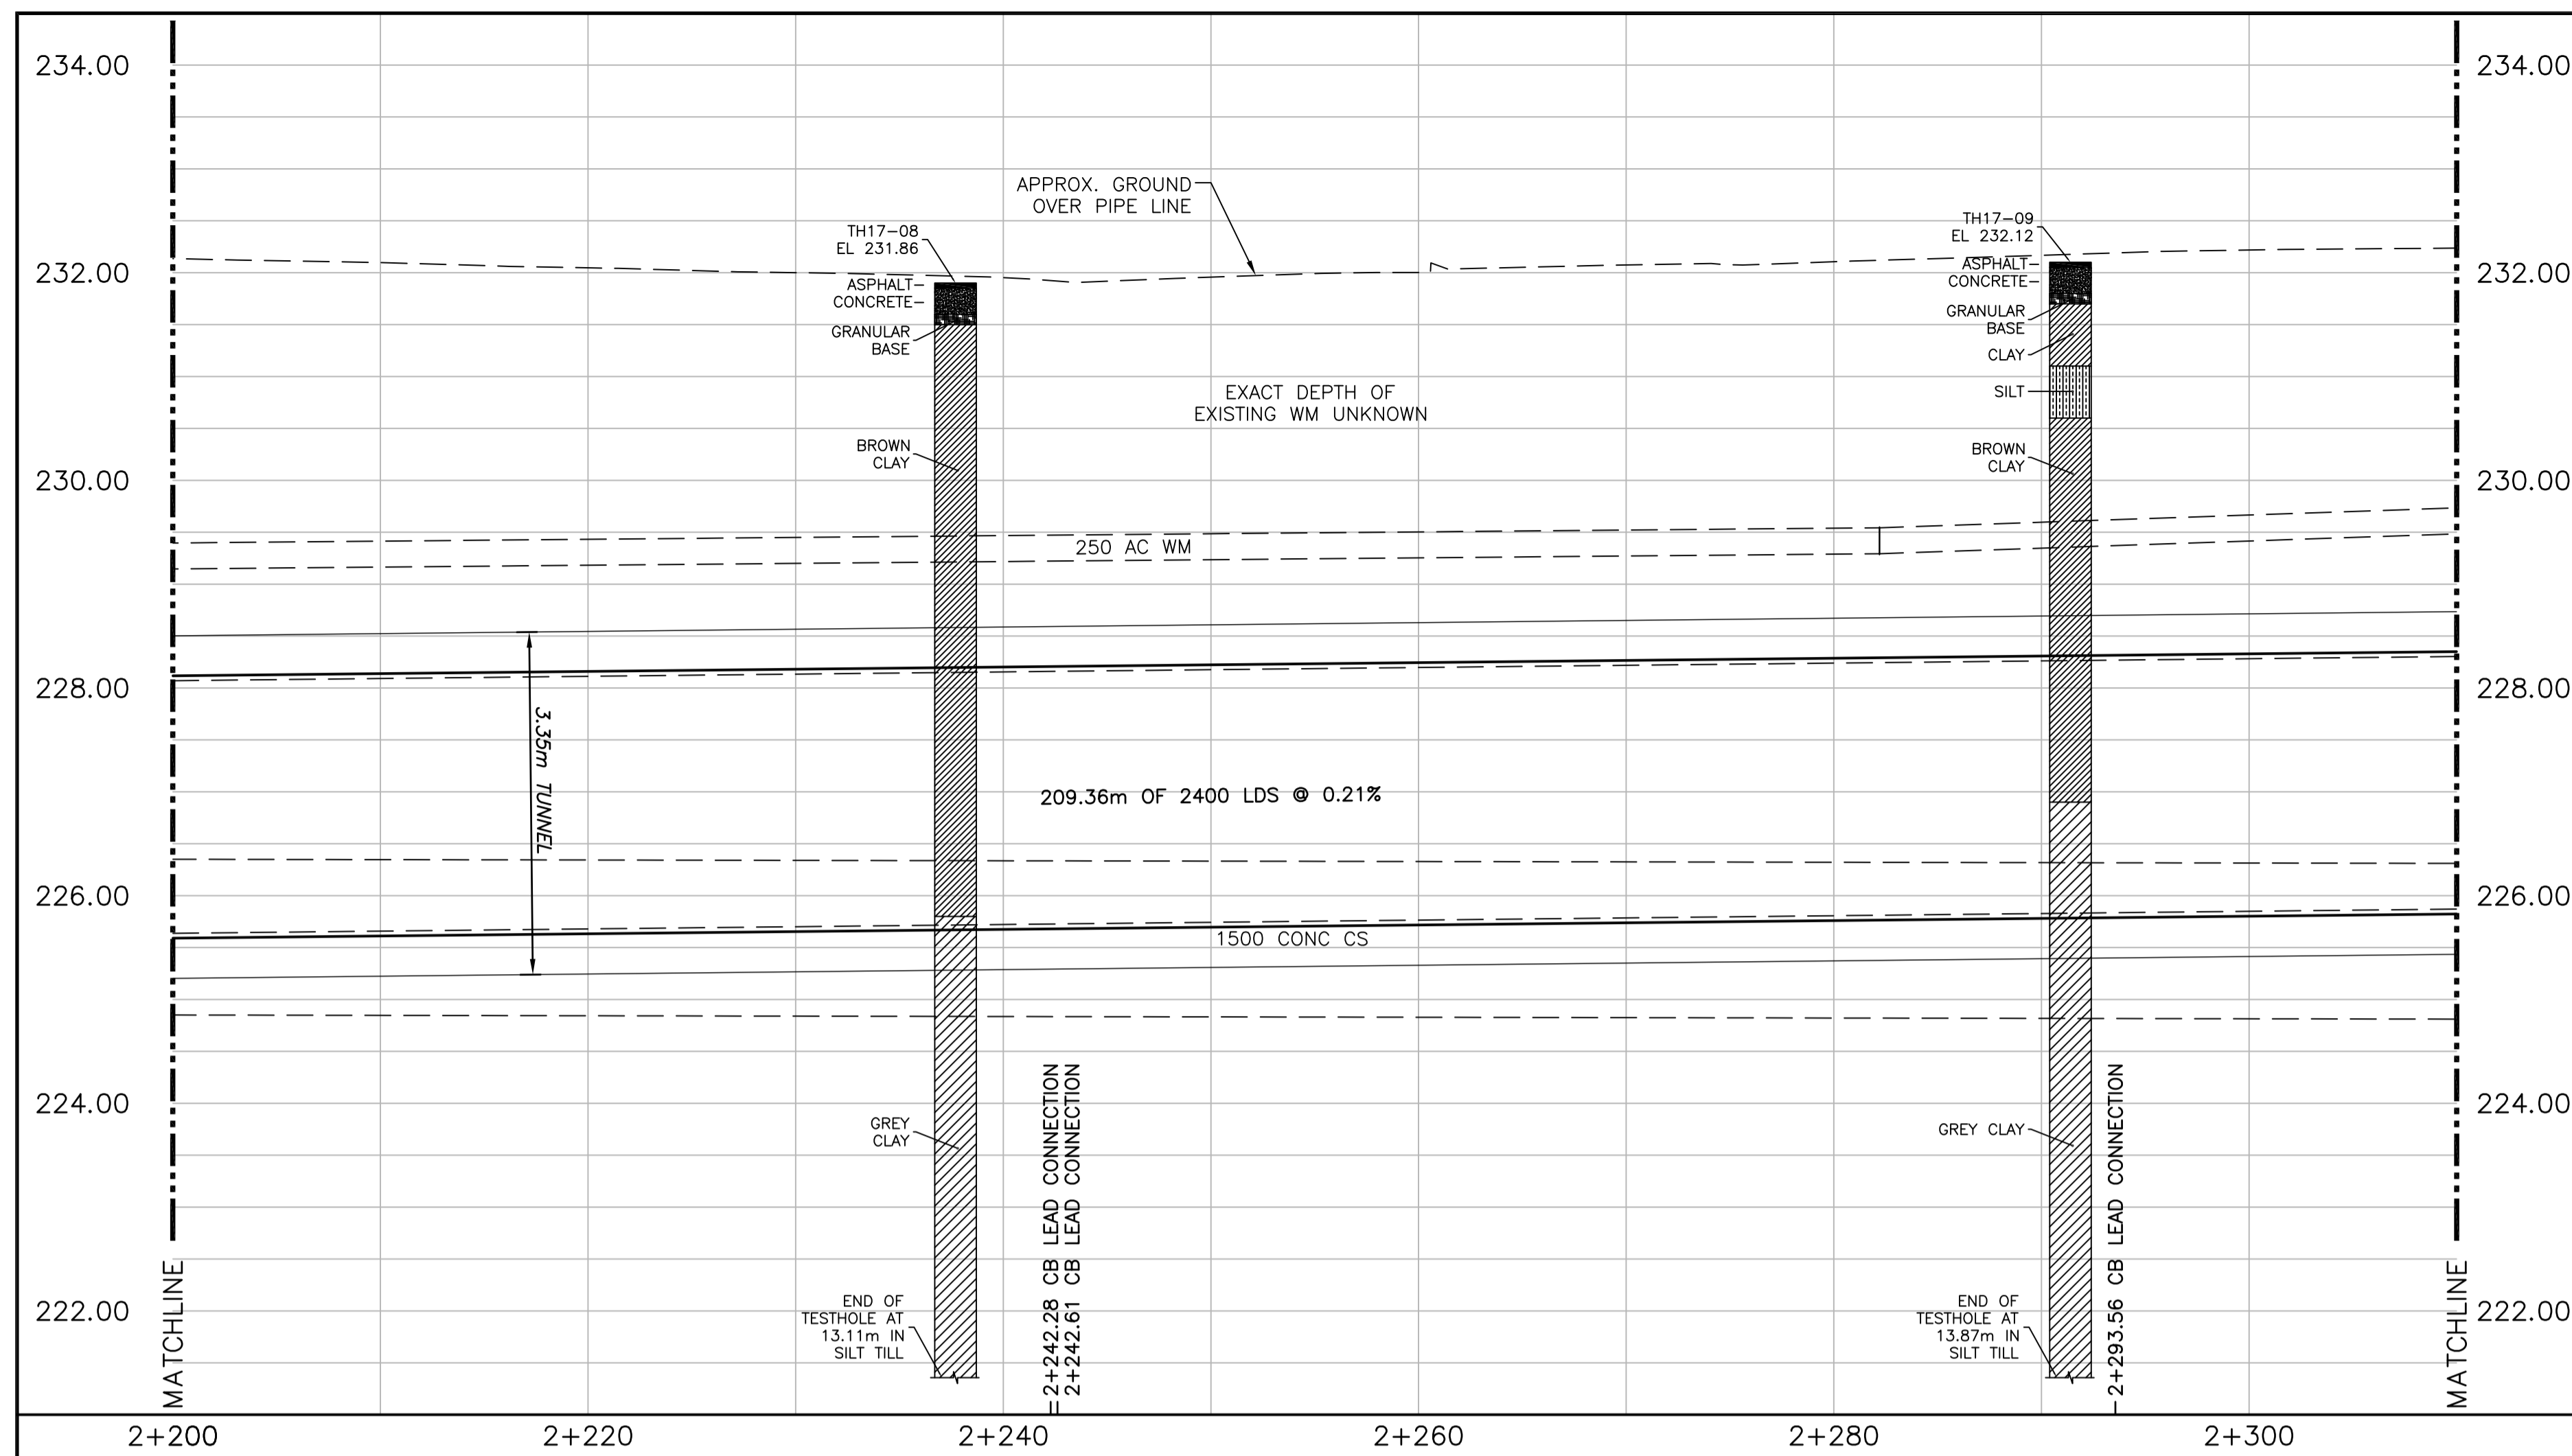 234.00
234.00
APPROX. GROUND
OVER PIPE LINE
TH17-08
EL 231.86
TH17-09
EL 232.12
232.00
232.00
ASPHALT
CONCRETE
ASPHALT
CONCRETE
GRANULAR
BASE
GRANULAR
BASE
CLAY
SILT
EXACT DEPTH OF
EXISTING WM UNKNOWN
BROWN
CLAY
BROWN
CLAY
230.00
230.00
250 AC WM
228.00
228.00
3.35m TUNNEL
209.36m OF 2400 LDS @ 0.21%
226.00
226.00
1500 CONC CS
224.00
224.00
GREY
CLAY
GREY CLAY
2+242.28 CB LEAD CONNECTION
2+242.61 CB LEAD CONNECTION
2+293.56 CB LEAD CONNECTION
222.00
222.00
END OF
TESTHOLE AT
13.11m IN
SILT TILL
END OF
TESTHOLE AT
13.87m IN
SILT TILL
MATCHLINE
MATCHLINE
2+200
2+220
2+240
2+260
2+280
2+300